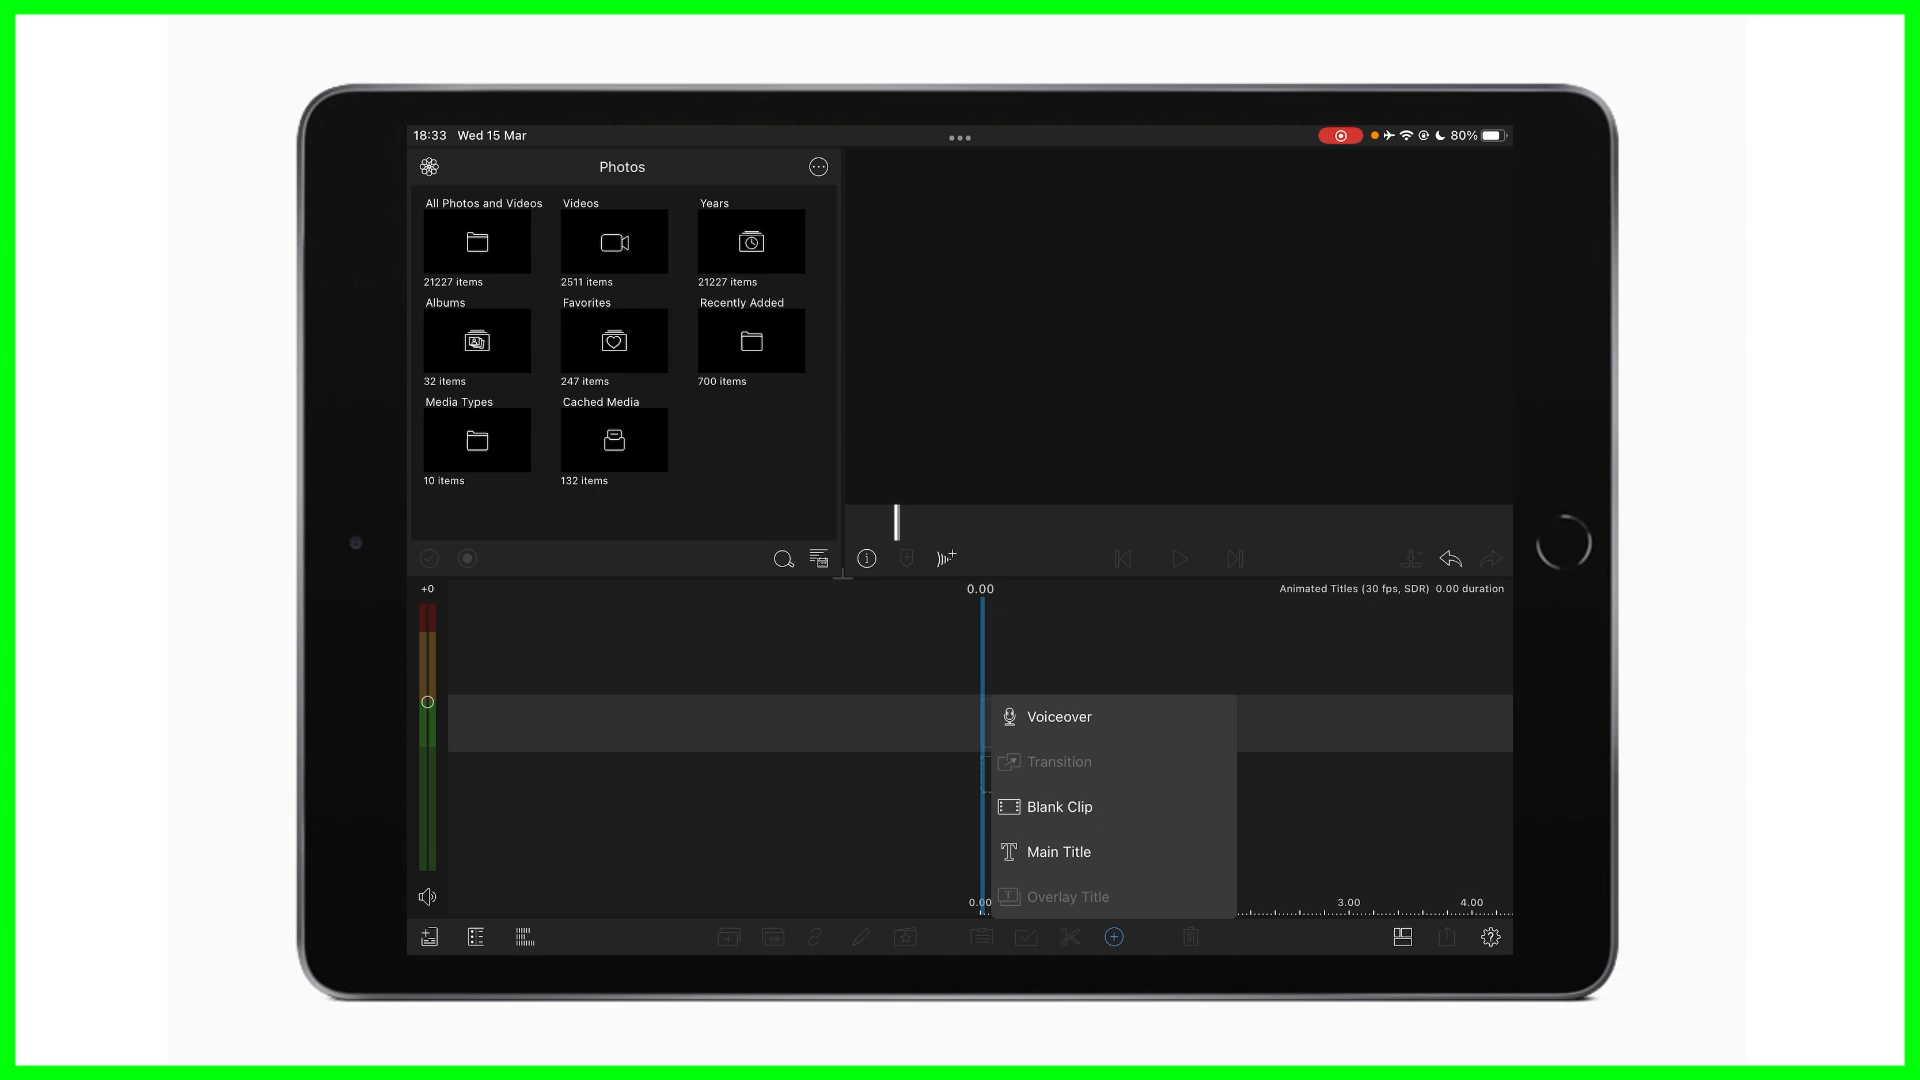 18:33 Wed 15 Mar
80%
Photos
All Photos and Videos
Videos
Years
21227 items
2511 items
21227 items
Albums
Favorites
Recently Added
32 items
247 items
700 items
Media Types
Cached Media
10 items
132 items
+0
0.00
Animated Titles (30 fps, SDR) 0.00 duration
Voiceover
Transition
Blank Clip
Main Title
Overlay Title
0.00
3.00
4.00